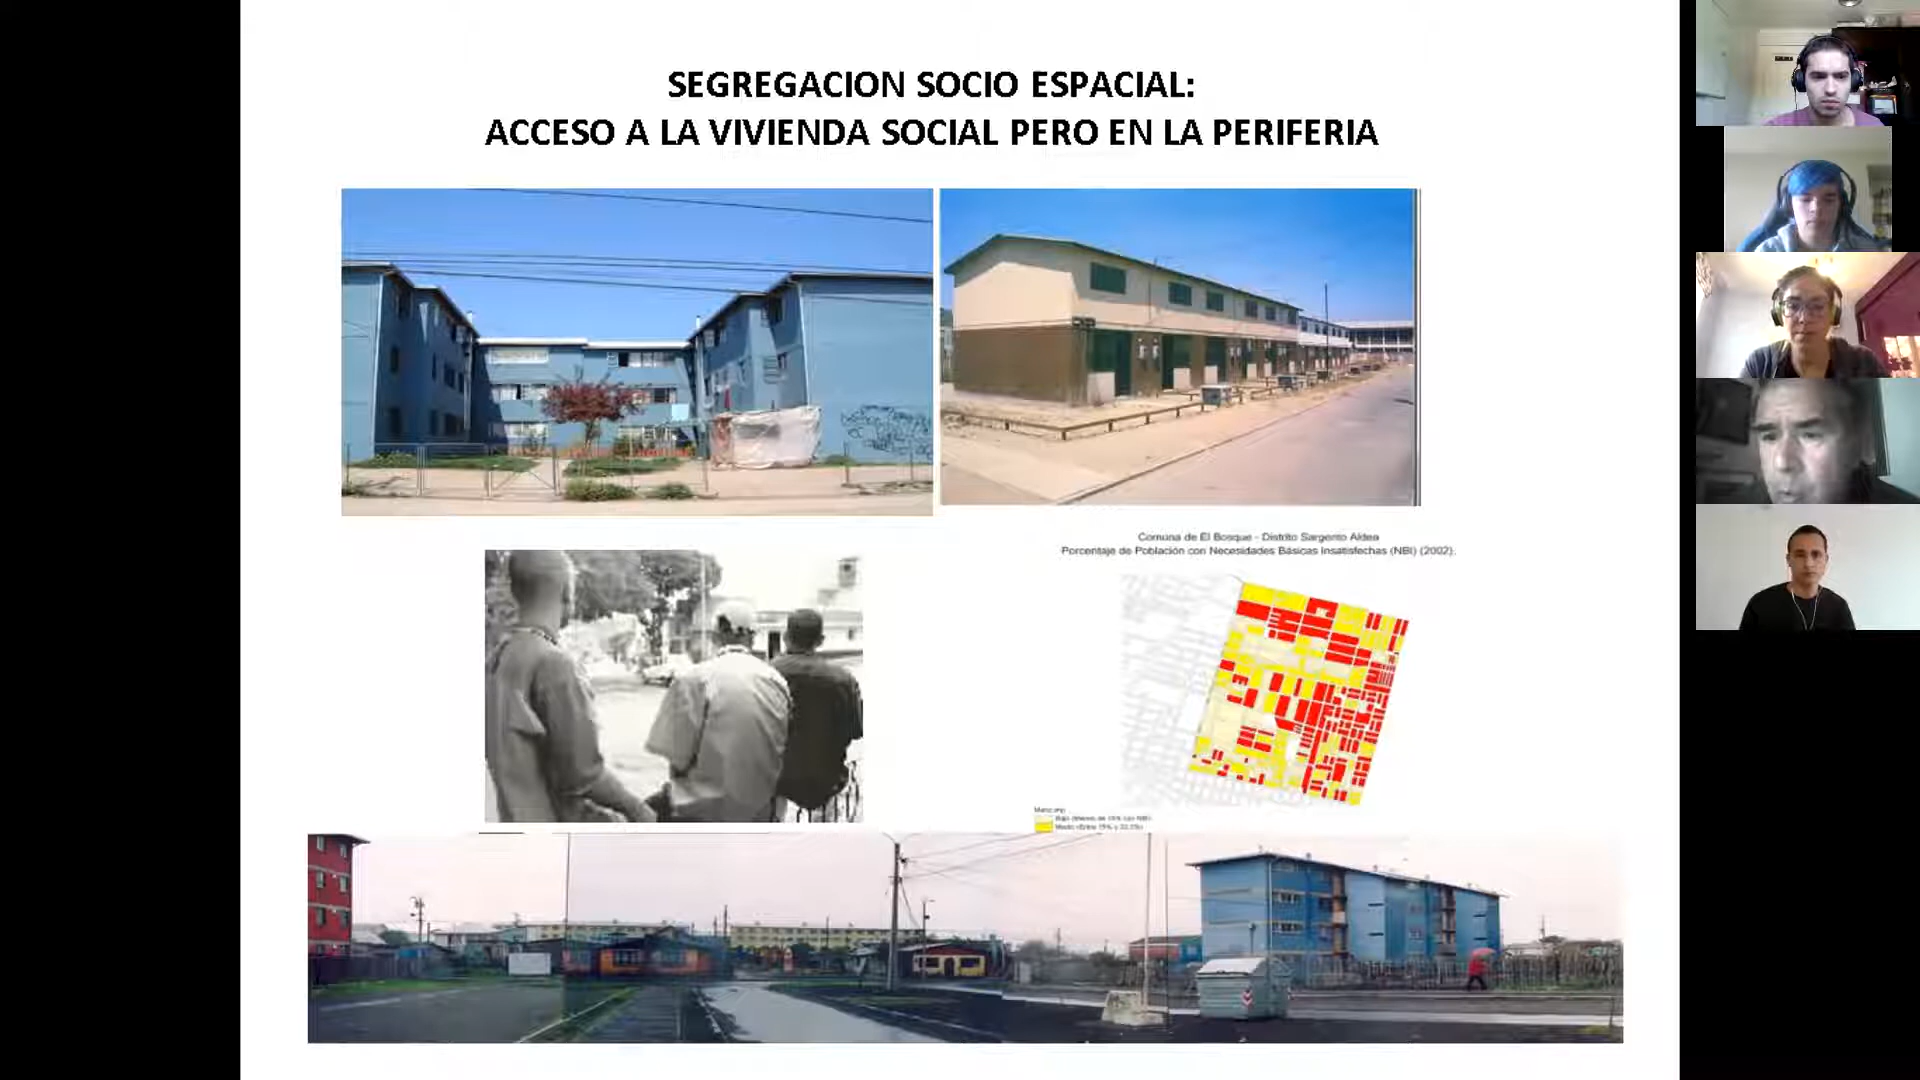 SEGREGACION SOCIO ESPACIAL:
ACCESO A LA VIVIENDA SOCIAL PERO EN LA PERIFERIA
Comuna de El Bosque - Distrito Sargento Aldea
Porcentaje de Población con Necesidades Básicas Insatisfechas (NBI) (2002).